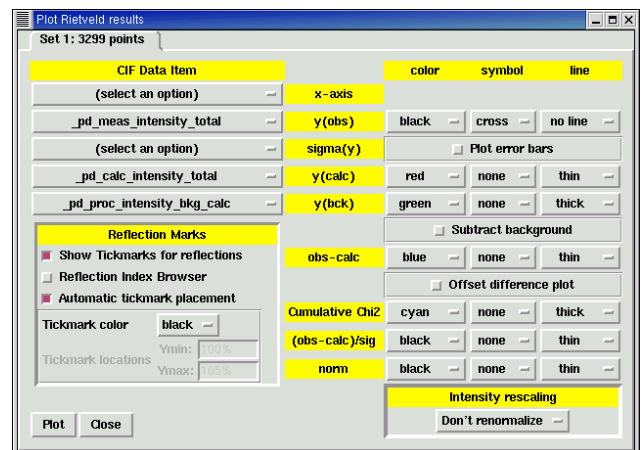 Plot Rietveld results
Set 1: 3299 points
CIF Data Item color symbol line
(select an option) x-axis
_pd_meas_intensity_total y(obs) black cross no line
(select an option) sigma(y) Plot error bars
_pd_calc_intensity_total y(calc) red none thin
_pd_proc_intensity_bkg_calc y(bck) green none thick
Subtract background
Reflection Marks
Show Tickmarks for reflections obs-calc blue none thin
Reflection Index Browser Offset difference plot
Automatic tickmark placement
Tickmark color black Cumulative Chi2 cyan none thick
Ymin: 100% (obs-calc)/sig black none thin
Tickmark locations
Ymax: 105% norm black none thin
Intensity rescaling
Plot Close Don't renormalize